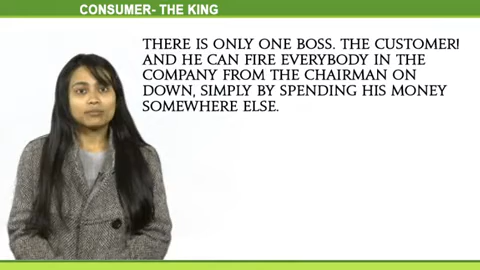 CONSUMER- THE KING
THERE IS ONLY ONE BOSS. THE CUSTOMER!
AND HE CAN FIRE EVERYBODY IN THE
COMPANY FROM THE CHAIRMAN ON
DOWN, SIMPLY BY SPENDING HIS MONEY
SOMEWHERE ELSE.